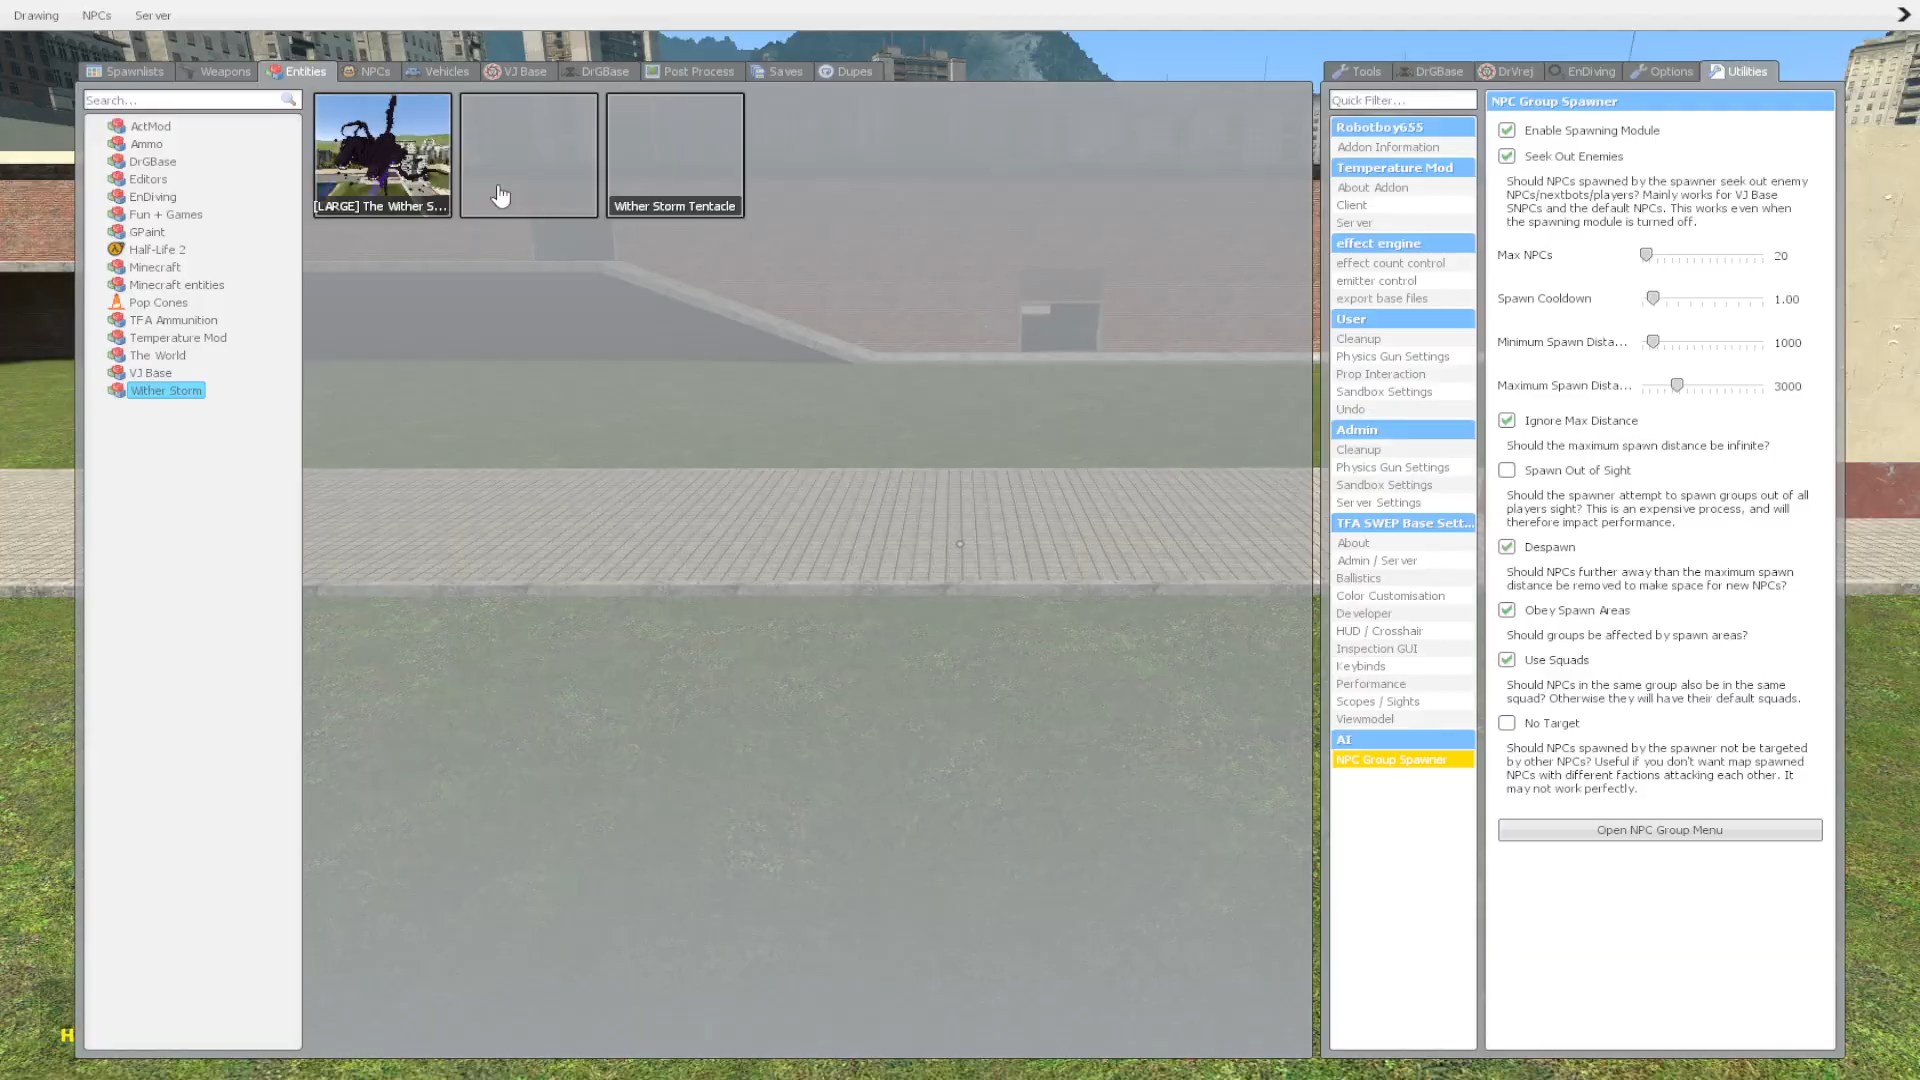 Drawing NPCs Server
Spawnlists Weapons Entities NPCs Vehicles VJ Base DrGBase Post Process Saves Dupes
Search...
ActMod
Ammo
DrGBase
Editors
EnDiving
Fun + Games
GPaint
Half-Life 2
Minecraft
Minecraft entities
Pop Cones
TFA Ammunition
Temperature Mod
The World
VJ Base
Wither Storm
[LARGE] The Wither S...
Wither Storm Tentacle
H
Tools DrGBase DrVrej EnDiving Options Utilities
Quick Filter...
Robotboy655
Addon Information
Temperature Mod
About Addon
Client
Server
effect engine
effect count control
emitter control
export base files
User
Cleanup
Physics Gun Settings
Prop Interaction
Sandbox Settings
Undo
Admin
Cleanup
Physics Gun Settings
Sandbox Settings
Server Settings
TFA SWEP Base Sett...
About
Admin / Server
Ballistics
Color Customisation
Developer
HUD / Crosshair
Inspection GUI
Keybinds
Performance
Scopes / Sights
Viewmodel
AI
NPC Group Spawner
NPC Group Spawner
Enable Spawning Module
Seek Out Enemies
Should NPCs spawned by the spawner seek out enemy
NPCs/nextbots/players? Mainly works for VJ Base
SNPCs and the default NPCs. This works even when
the spawning module is turned off.
Max NPCs 20
Spawn Cooldown 1.00
Minimum Spawn Dista... 1000
Maximum Spawn Dista... 3000
Ignore Max Distance
Should the maximum spawn distance be infinite?
Spawn Out of Sight
Should the spawner attempt to spawn groups out of all
players sight? This is an expensive process, and will
therefore impact performance.
Despawn
Should NPCs further away than the maximum spawn
distance be removed to make space for new NPCs?
Obey Spawn Areas
Should groups be affected by spawn areas?
Use Squads
Should NPCs in the same group also be in the same
squad? Otherwise they will have their default squads.
No Target
Should NPCs spawned by the spawner not be targeted
by other NPCs? Useful if you don't want map spawned
NPCs with different factions attacking each other. It
may not work perfectly.
Open NPC Group Menu